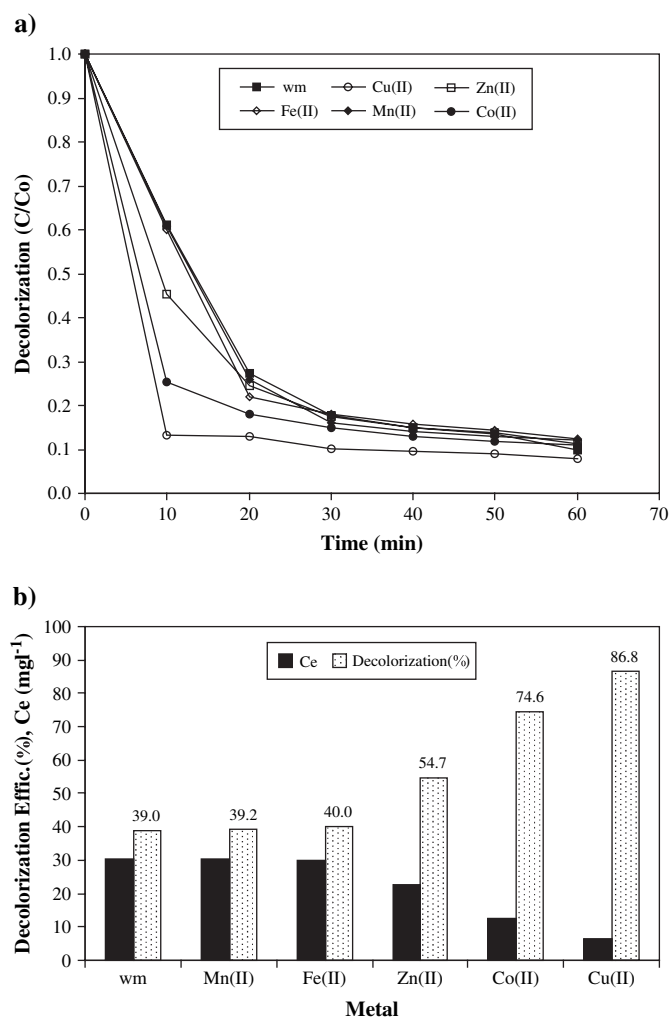 a)
1.0
0.9
0.8
0.7
0.6
0.5
0.4
0.3
0.2
0.1
0.0
Decolorization (C/Co)
wm Cu(II) Zn(II)
Fe(II) Mn(II) Co(II)
0 10 20 30 40 50 60 70
Time (min)
b)
100
90
80
70
60
50
40
30
20
10
0
Decolorization Effic.(%), Ce (mgl⁻¹)
Ce Decolorization(%)
39.0 39.2 40.0 54.7 74.6 86.8
wm Mn(II) Fe(II) Zn(II) Co(II) Cu(II)
Metal